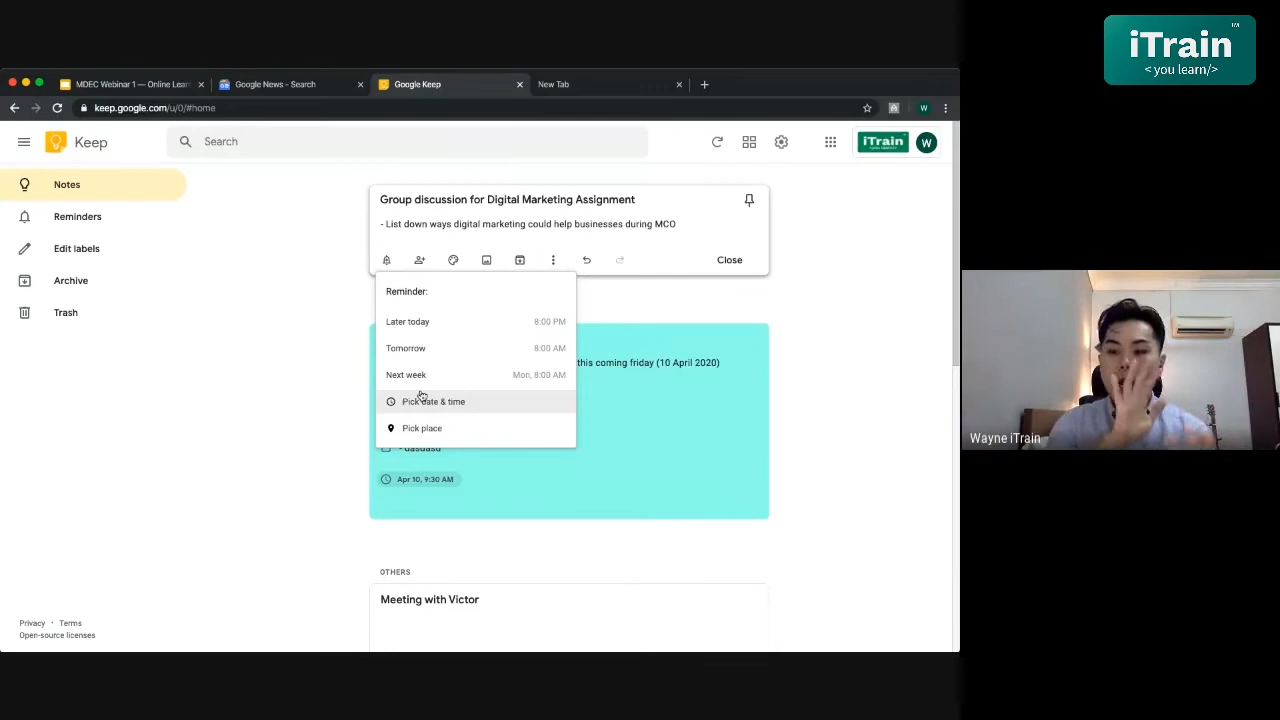 iTrain™
< you learn/>
MDEC Webinar 1 — Online Lear
Google News - Search
Google Keep
New Tab
keep.google.com/u/0/#home
W
Keep
Search
iTrain
W
Notes
Reminders
Edit labels
Archive
Trash
Group discussion for Digital Marketing Assignment
- List down ways digital marketing could help businesses during MCO
Close
Reminder:
Later today 8:00 PM
Tomorrow 8:00 AM
Next week Mon, 8:00 AM
Pick date & time
Pick place
this coming friday (10 April 2020)
- dasdasd
Apr 10, 9:30 AM
OTHERS
Meeting with Victor
Privacy · Terms
Open-source licenses
Wayne iTrain